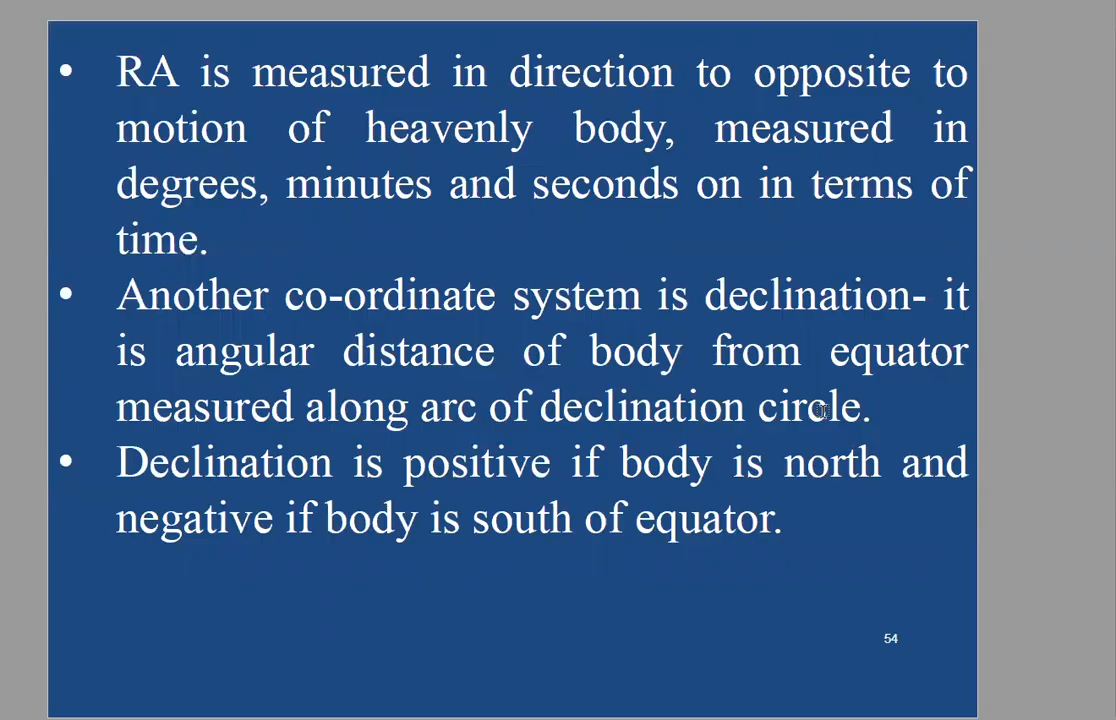 • RA is measured in direction to opposite to
motion of heavenly body, measured in
degrees, minutes and seconds on in terms of
time.
• Another co-ordinate system is declination- it
is angular distance of body from equator
measured along arc of declination circle.
• Declination is positive if body is north and
negative if body is south of equator.
54